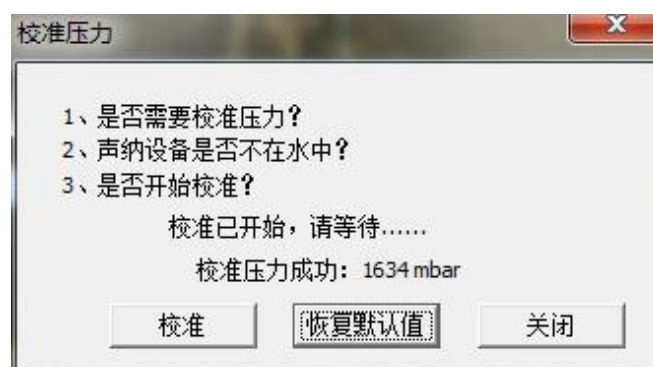 校准压力
1、是否需要校准压力?
2、声纳设备是否不在水中?
3、是否开始校准?
校准已开始，请等待......
校准压力成功：1634 mbar
校准 恢复默认值 关闭